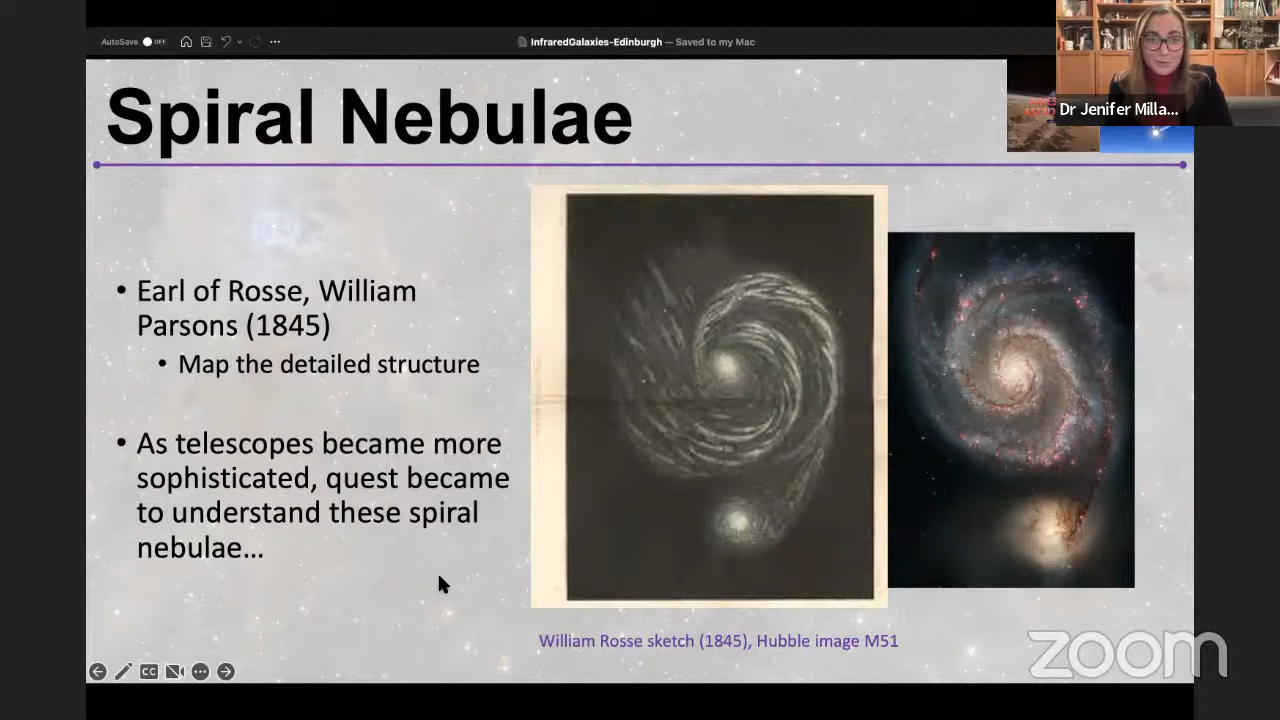 AutoSave OFF
InfraredGalaxies-Edinburgh — Saved to my Mac
Dr Jenifer Milla...
Spiral Nebulae
• Earl of Rosse, William
Parsons (1845)
• Map the detailed structure
• As telescopes became more
sophisticated, quest became
to understand these spiral
nebulae...
William Rosse sketch (1845), Hubble image M51
CC
zoom